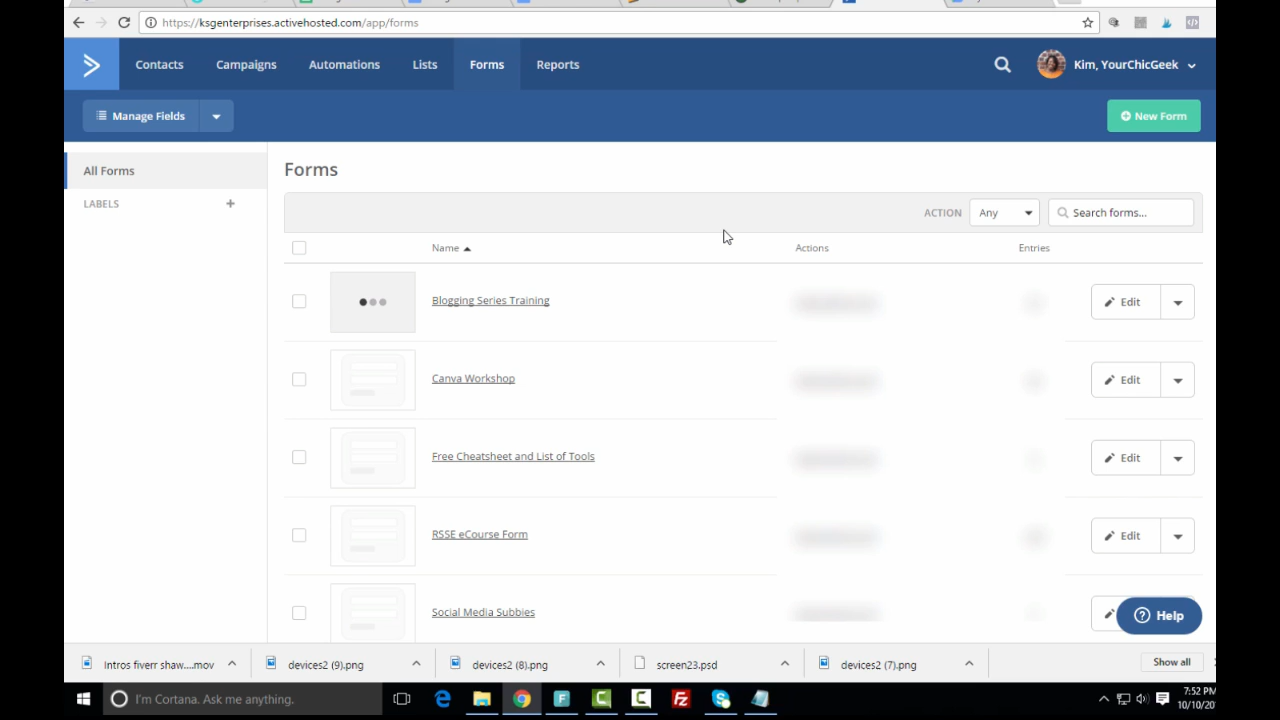 https://ksgenterprises.activehosted.com/app/forms
Contacts Campaigns Automations Lists Forms Reports Kim, YourChicGeek
Manage Fields New Form
All Forms
LABELS +
Forms
ACTION Any Search forms...
Name Actions Entries
Blogging Series Training Edit
Canva Workshop Edit
Free Cheatsheet and List of Tools Edit
RSSE eCourse Form Edit
Social Media Subbies
Help
Intros fiverr shaw....mov devices2 (9).png devices2 (8).png screen23.psd devices2 (7).png Show all
I'm Cortana. Ask me anything.
7:52 PM
10/10/20